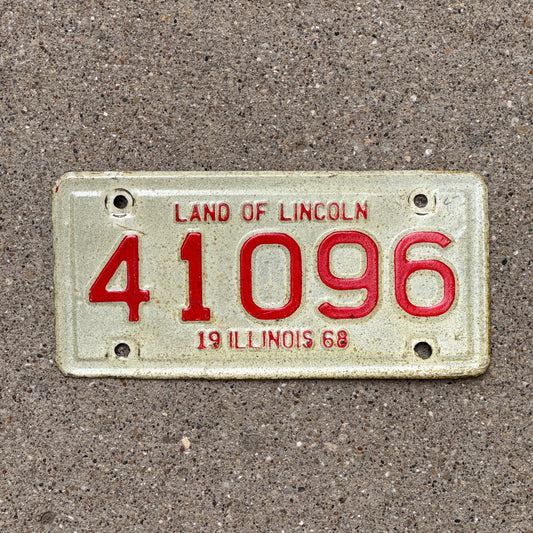 LAND OF LINCOLN
41096
19 ILLINOIS 68